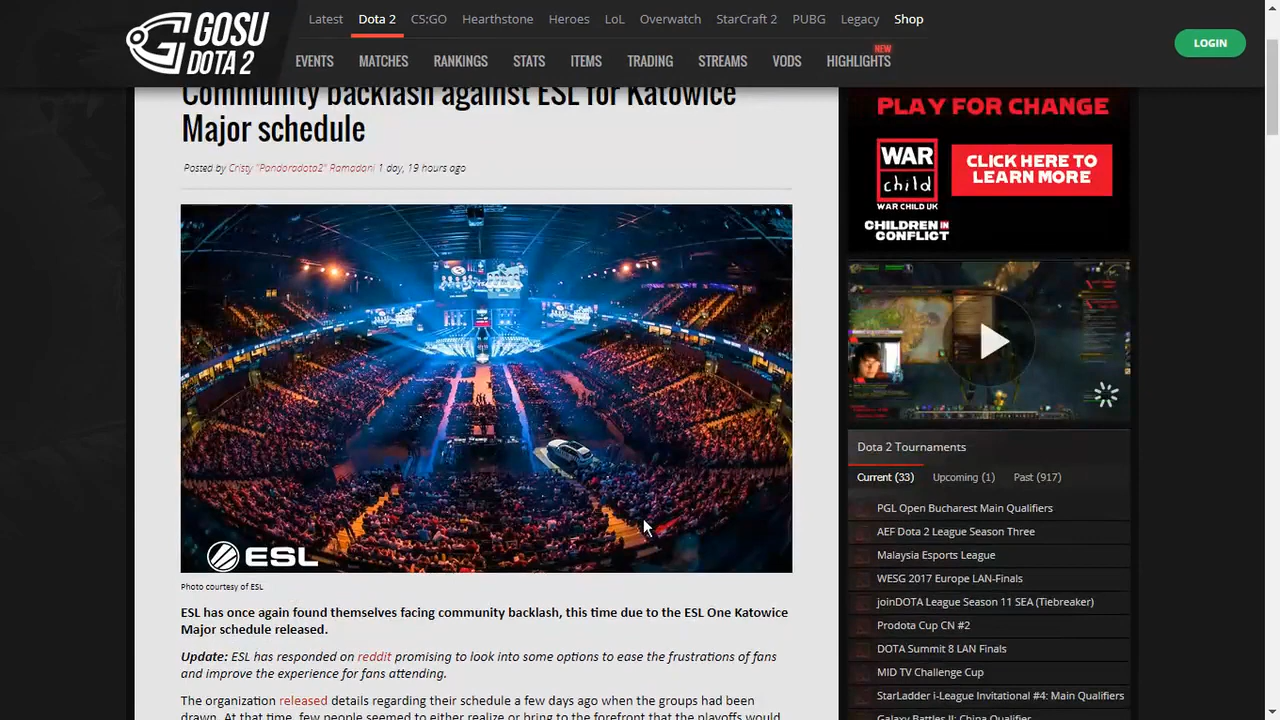 GOSU
DOTA 2
Latest Dota 2 CS:GO Hearthstone Heroes LoL Overwatch StarCraft 2 PUBG Legacy Shop
LOGIN
NEW
EVENTS MATCHES RANKINGS STATS ITEMS TRADING STREAMS VODS HIGHLIGHTS
Community backlash against ESL for Katowice
Major schedule
Posted by Cristy "Pandoradota2" Ramadani 1 day, 19 hours ago
ESL
Photo courtesy of ESL
ESL has once again found themselves facing community backlash, this time due to the ESL One Katowice
Major schedule released.
Update: ESL has responded on reddit promising to look into some options to ease the frustrations of fans
and improve the experience for fans attending.
The organization released details regarding their schedule a few days ago when the groups had been
drawn. At that time, few people seemed to either realize or bring to the forefront that the playoffs would
PLAY FOR CHANGE
WAR
child
WAR CHILD UK
CLICK HERE TO
LEARN MORE
CHILDREN IN
CONFLICT
Dota 2 Tournaments
Current (33) Upcoming (1) Past (917)
PGL Open Bucharest Main Qualifiers
AEF Dota 2 League Season Three
Malaysia Esports League
WESG 2017 Europe LAN-Finals
joinDOTA League Season 11 SEA (Tiebreaker)
Prodota Cup CN #2
DOTA Summit 8 LAN Finals
MID TV Challenge Cup
StarLadder i-League Invitational #4: Main Qualifiers
Galaxy Battles II: China Qualifier